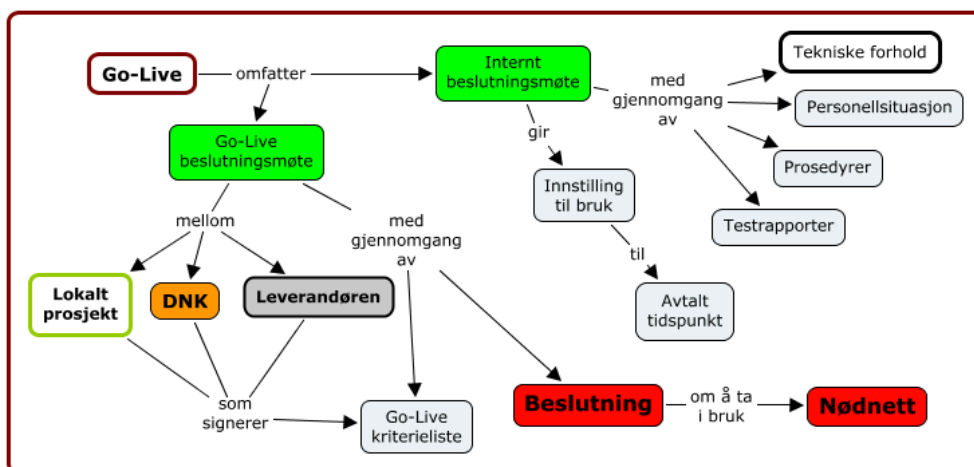 Go-Live
omfatter
Internt
beslutningsmøte
med
gjennomgang
av
Tekniske forhold
Personellsituasjon
Prosedyrer
Testrapporter
gir
Innstilling
til bruk
til
Avtalt
tidspunkt
Go-Live
beslutningsmøte
mellom
med
gjennomgang
av
Lokalt
prosjekt
DNK
Leverandøren
som
signerer
Go-Live
kriterieliste
Beslutning
om å ta
i bruk
Nødnett